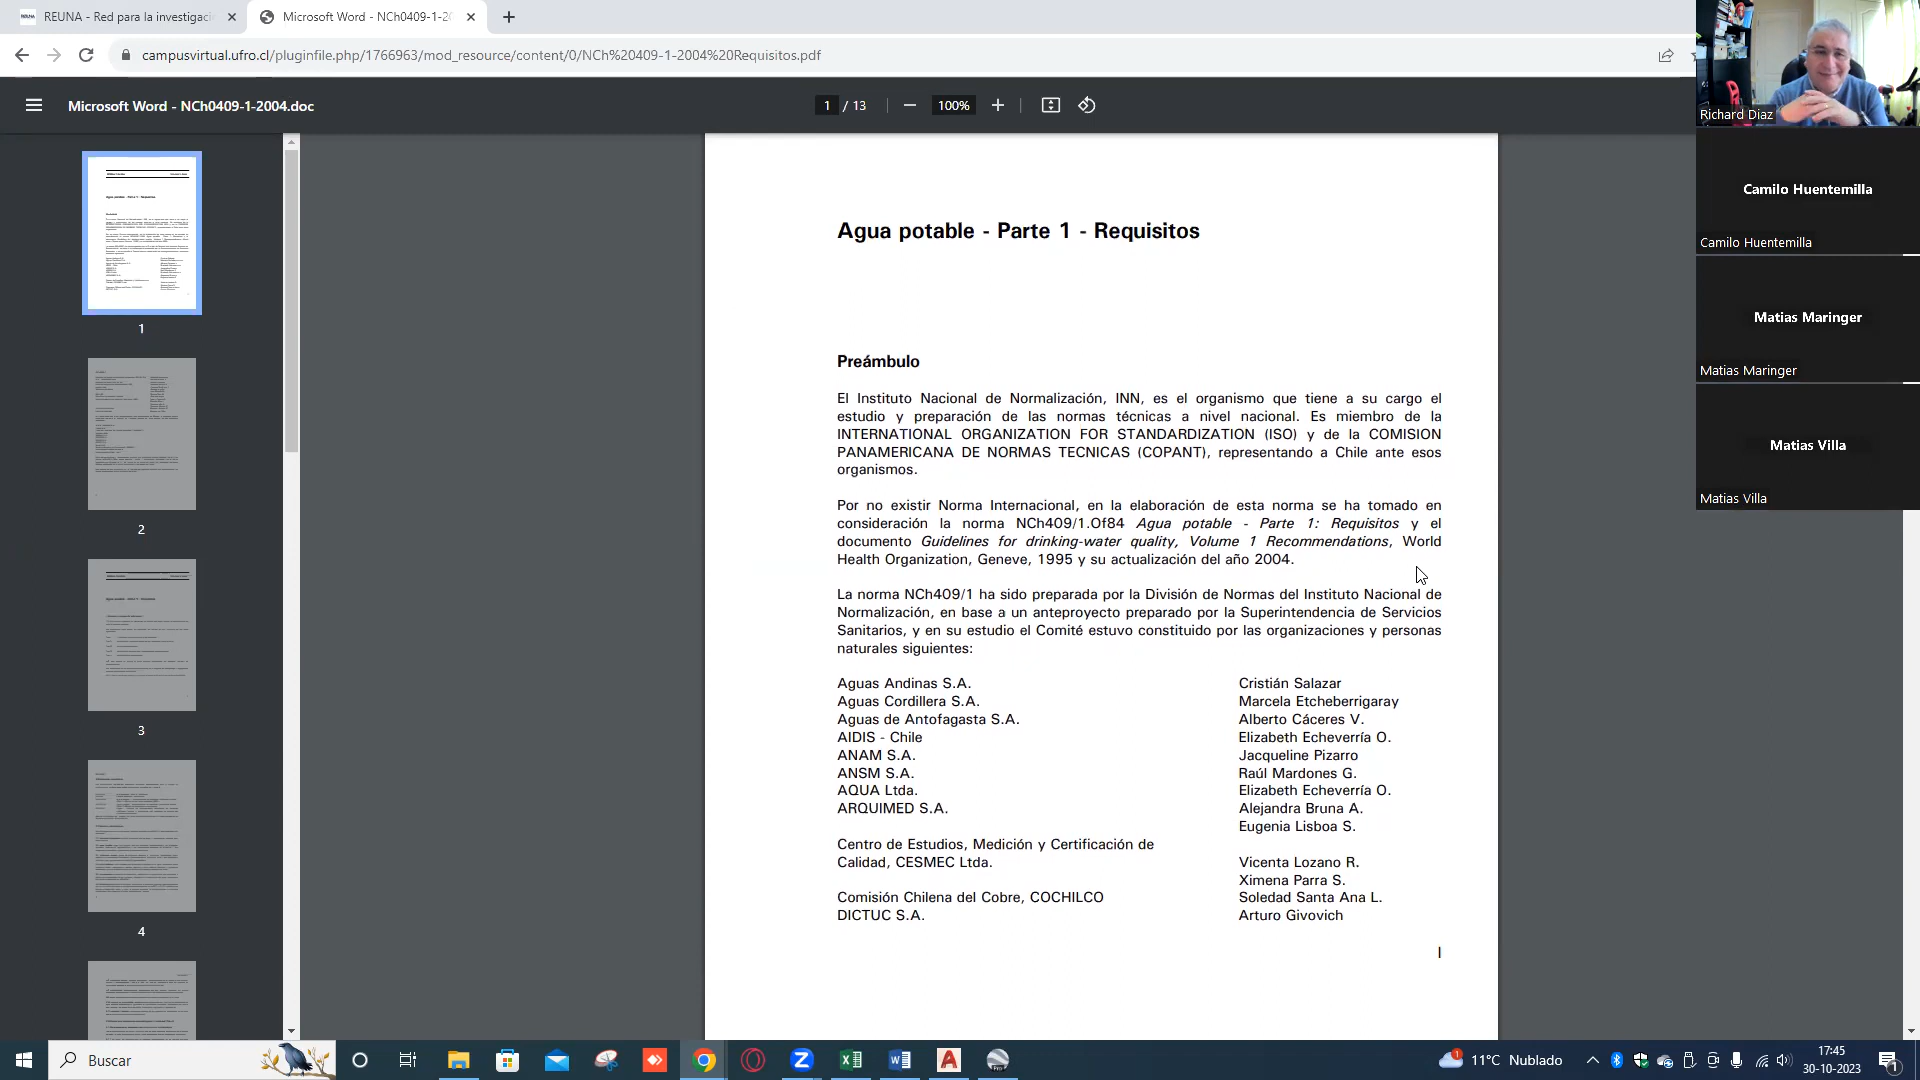 REUNA - Red para la investigaci
Microsoft Word - NCh0409-1-20
campusvirtual.ufro.cl/pluginfile.php/1766963/mod_resource/content/0/NCh%20409-1-2004%20Requisitos.pdf
Microsoft Word - NCh0409-1-2004.doc
1 / 13
100%
1
2
3
4
Agua potable - Parte 1 - Requisitos
Preámbulo
El Instituto Nacional de Normalización, INN, es el organismo que tiene a su cargo el
estudio y preparación de las normas técnicas a nivel nacional. Es miembro de la
INTERNATIONAL ORGANIZATION FOR STANDARDIZATION (ISO) y de la COMISION
PANAMERICANA DE NORMAS TECNICAS (COPANT), representando a Chile ante esos
organismos.
Por no existir Norma Internacional, en la elaboración de esta norma se ha tomado en
consideración la norma NCh409/1.Of84 Agua potable - Parte 1: Requisitos y el
documento Guidelines for drinking-water quality, Volume 1 Recommendations, World
Health Organization, Geneve, 1995 y su actualización del año 2004.
La norma NCh409/1 ha sido preparada por la División de Normas del Instituto Nacional de
Normalización, en base a un anteproyecto preparado por la Superintendencia de Servicios
Sanitarios, y en su estudio el Comité estuvo constituido por las organizaciones y personas
naturales siguientes:
Aguas Andinas S.A. Cristián Salazar
Aguas Cordillera S.A. Marcela Etcheberrigaray
Aguas de Antofagasta S.A. Alberto Cáceres V.
AIDIS - Chile Elizabeth Echeverría O.
ANAM S.A. Jacqueline Pizarro
ANSM S.A. Raúl Mardones G.
AQUA Ltda. Elizabeth Echeverría O.
ARQUIMED S.A. Alejandra Bruna A.
Eugenia Lisboa S.
Centro de Estudios, Medición y Certificación de
Calidad, CESMEC Ltda. Vicenta Lozano R.
Ximena Parra S.
Comisión Chilena del Cobre, COCHILCO Soledad Santa Ana L.
DICTUC S.A. Arturo Givovich
I
Richard Diaz
Camilo Huentemilla
Camilo Huentemilla
Matias Maringer
Matias Maringer
Matias Villa
Matias Villa
Buscar
11°C Nublado
17:45
30-10-2023